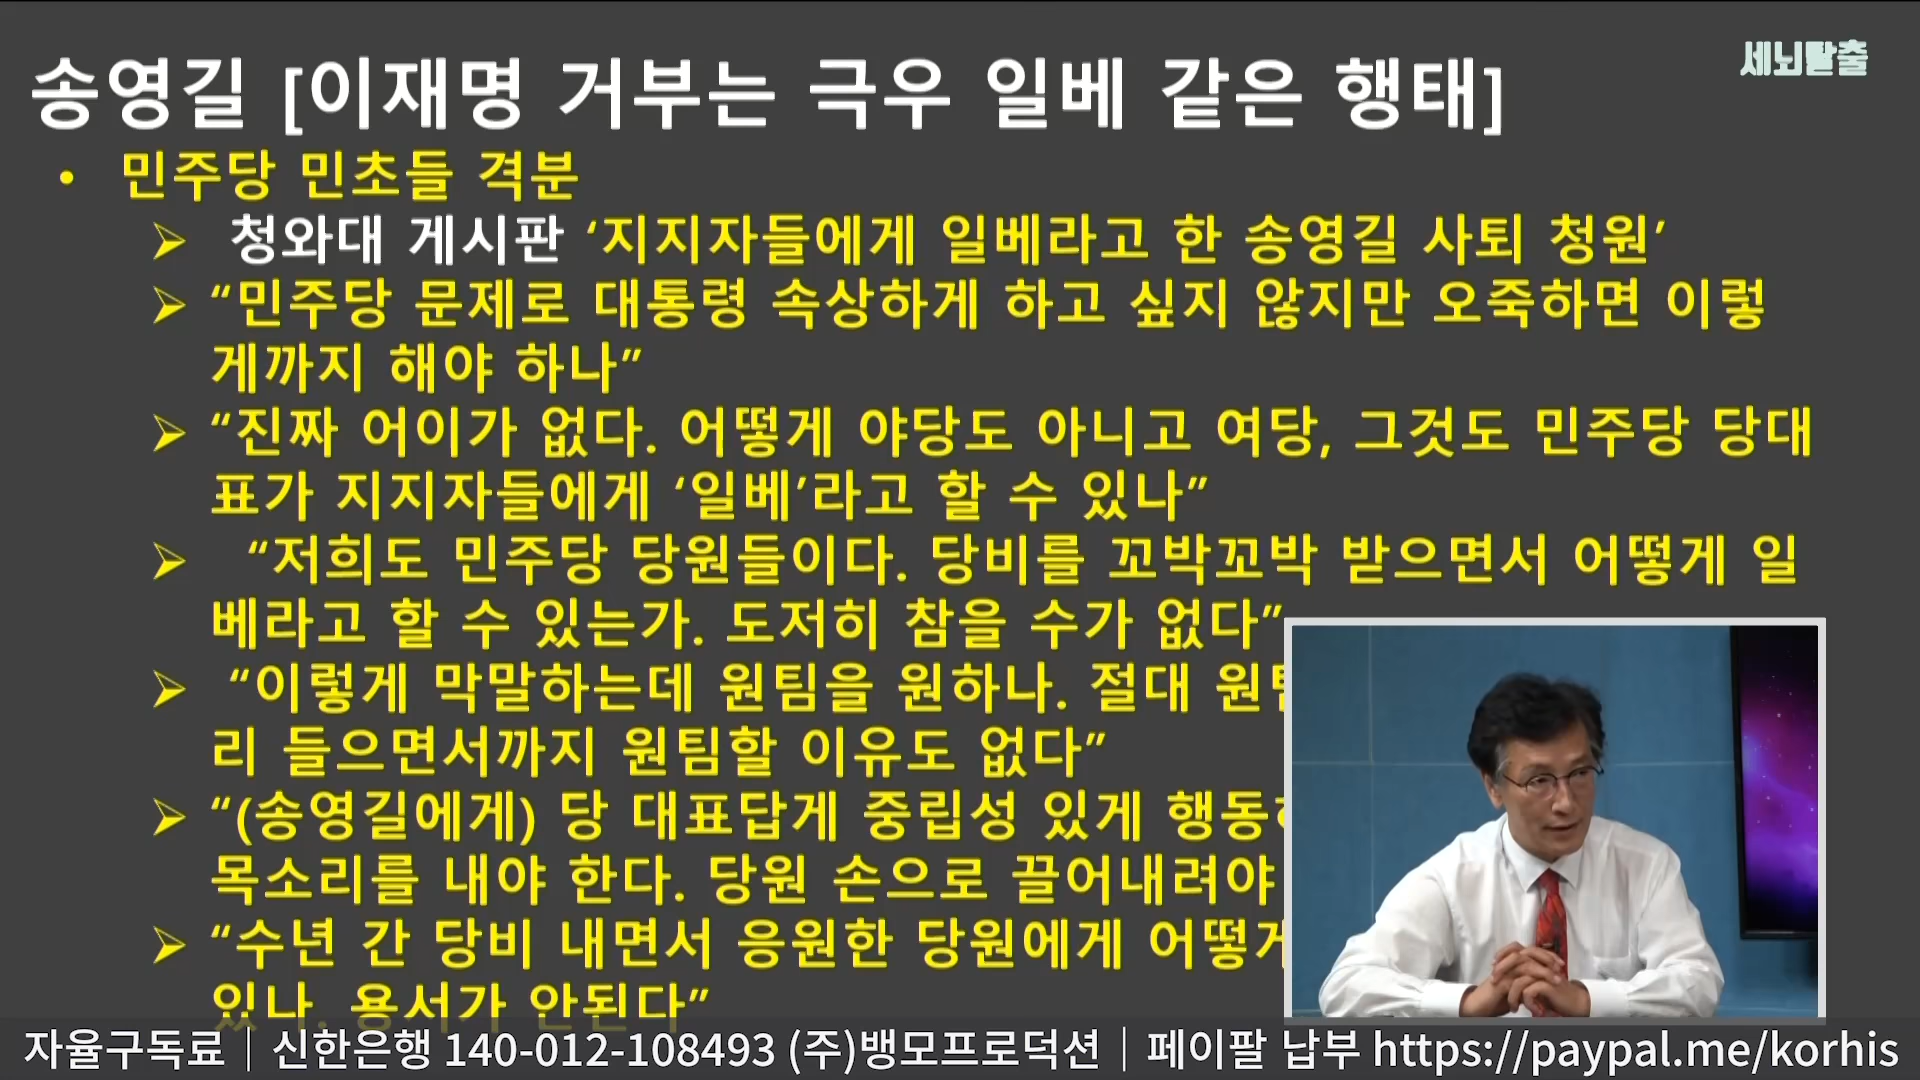 세뇌탈출
송영길 [이재명 거부는 극우 일베 같은 행태]
• 민주당 민초들 격분
➢ 청와대 게시판 ‘지지자들에게 일베라고 한 송영길 사퇴 청원’
➢ “민주당 문제로 대통령 속상하게 하고 싶지 않지만 오죽하면 이렇
게까지 해야 하나”
➢ “진짜 어이가 없다. 어떻게 야당도 아니고 여당, 그것도 민주당 당대
표가 지지자들에게 ‘일베’라고 할 수 있나”
➢ “저희도 민주당 당원들이다. 당비를 꼬박꼬박 받으면서 어떻게 일
베라고 할 수 있는가. 도저히 참을 수가 없다”
➢ “이렇게 막말하는데 원팀을 원하나. 절대
리 들으면서까지 원팀할 이유도 없다”
➢ “(송영길에게) 당 대표답게 중립성 있게
목소리를 내야 한다. 당원 손으로 끌어내려야
➢ “수년 간 당비 내면서 응원한 당원에게
있나. 용서가 안된다”
자율구독료｜신한은행 140-012-108493 (주)뱅모프로덕션｜페이팔 납부 https://paypal.me/korhis